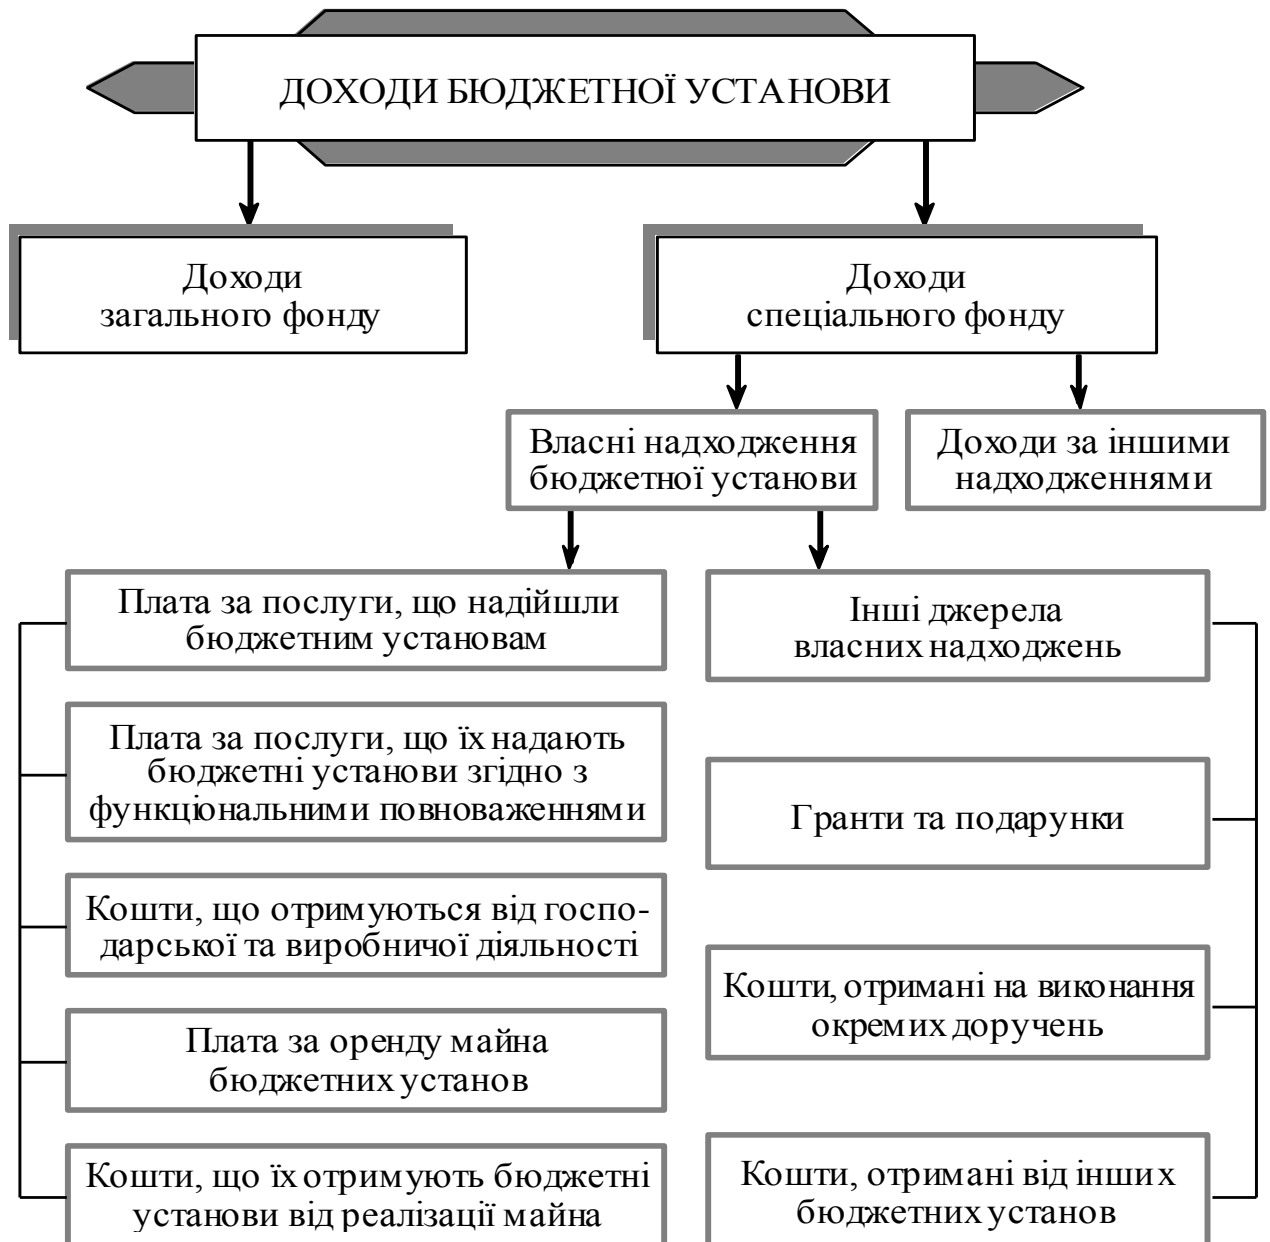 ДОХОДИ БЮДЖЕТНОЇ УСТАНОВИ
Доходи
загального фонду
Доходи
спеціального фонду
Власні надходження
бюджетної установи
Доходи за іншими
надходженнями
Плата за послуги, що надійшли
бюджетним установам
Інші джерела
власних надходжень
Плата за послуги, що їх надають
бюджетні установи згідно з
функціональними повноваженнями
Гранти та подарунки
Кошти, що отримуються від госпо-
дарської та виробничої діяльності
Кошти, отримані на виконання
окремих доручень
Плата за оренду майна
бюджетних установ
Кошти, що їх отримують бюджетні
установи від реалізації майна
Кошти, отримані від інших
бюджетних установ